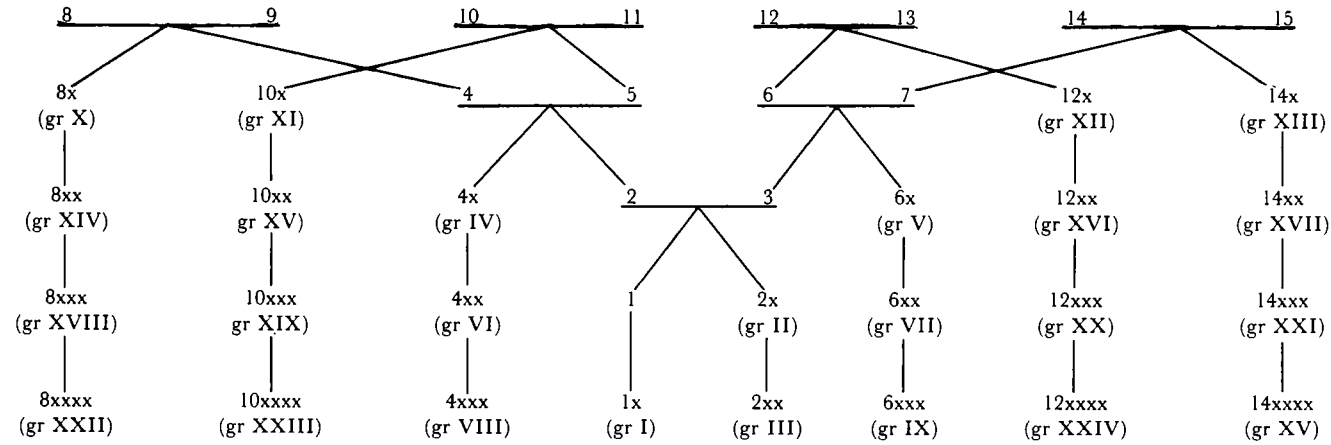 8 9 10 11 12 13 14 15
8x 10x 4 5 6 7 12x 14x
(gr X) (gr XI) (gr XII) (gr XIII)
8xx 10xx 4x 2 3 6x 12xx 14xx
(gr XIV) gr XV) (gr IV) (gr V) (gr XVI) (gr XVII)
8xxx 10xxx 4xx 1 2x 6xx 12xxx 14xxx
(gr XVIII) gr XIX) (gr VI) (gr II) (gr VII) (gr XX) (gr XXI)
8xxxx 10xxxx 4xxx 1x 2xx 6xxx 12xxxx 14xxxx
(gr XXII) (gr XXIII) (gr VIII) (gr I) (gr III) (gr IX) (gr XXIV) (gr XV)